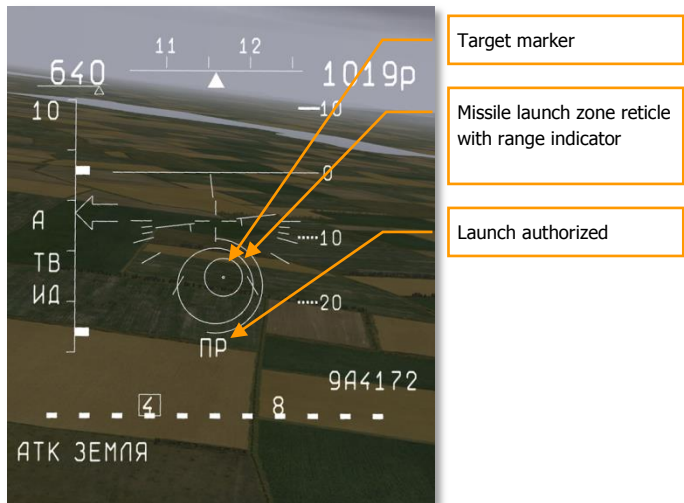 11 12
640 1019р
10 —10
0
А
ТВ
ИД
.....10
.....20
ПР
9А4172
4 8
АТК ЗЕМЛЯ
Target marker
Missile launch zone reticle
with range indicator
Launch authorized